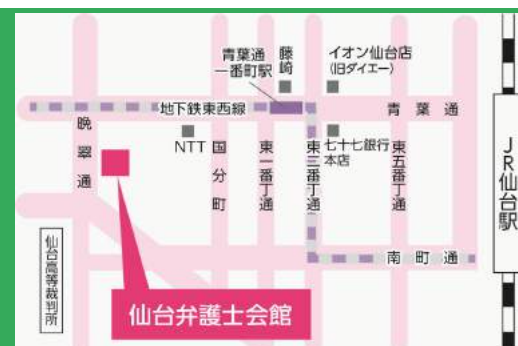 青葉通
一番町駅
藤崎
イオン仙台店
(旧ダイエー)
地下鉄東西線
青葉通
晩翠通
NTT
国分町
東一番丁通
東三番丁通
七十七銀行
本店
東五番丁通
JR仙台駅
南町通
仙台高等裁判所
仙台弁護士会館